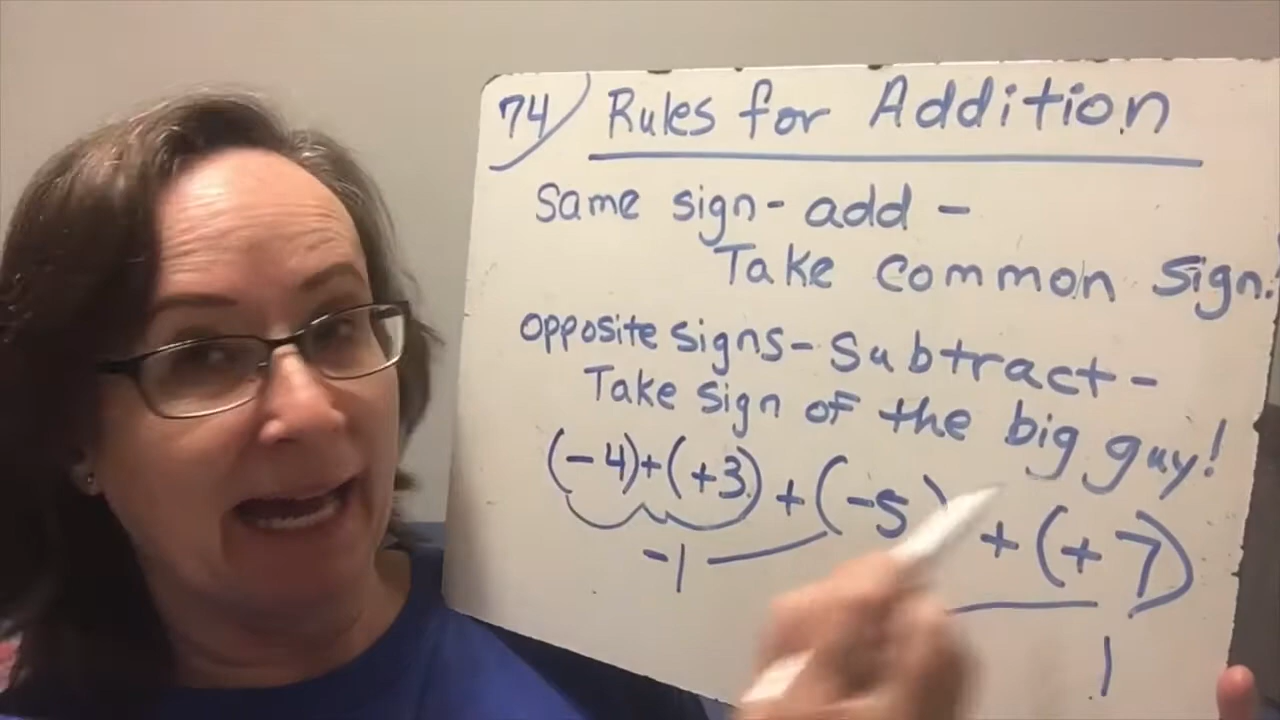 74) Rules for Addition
Same sign - add -
Take common sign.
Opposite signs - subtract -
Take sign of the big guy!
(-4)+(+3) + (-5) + (+7)
-1
1